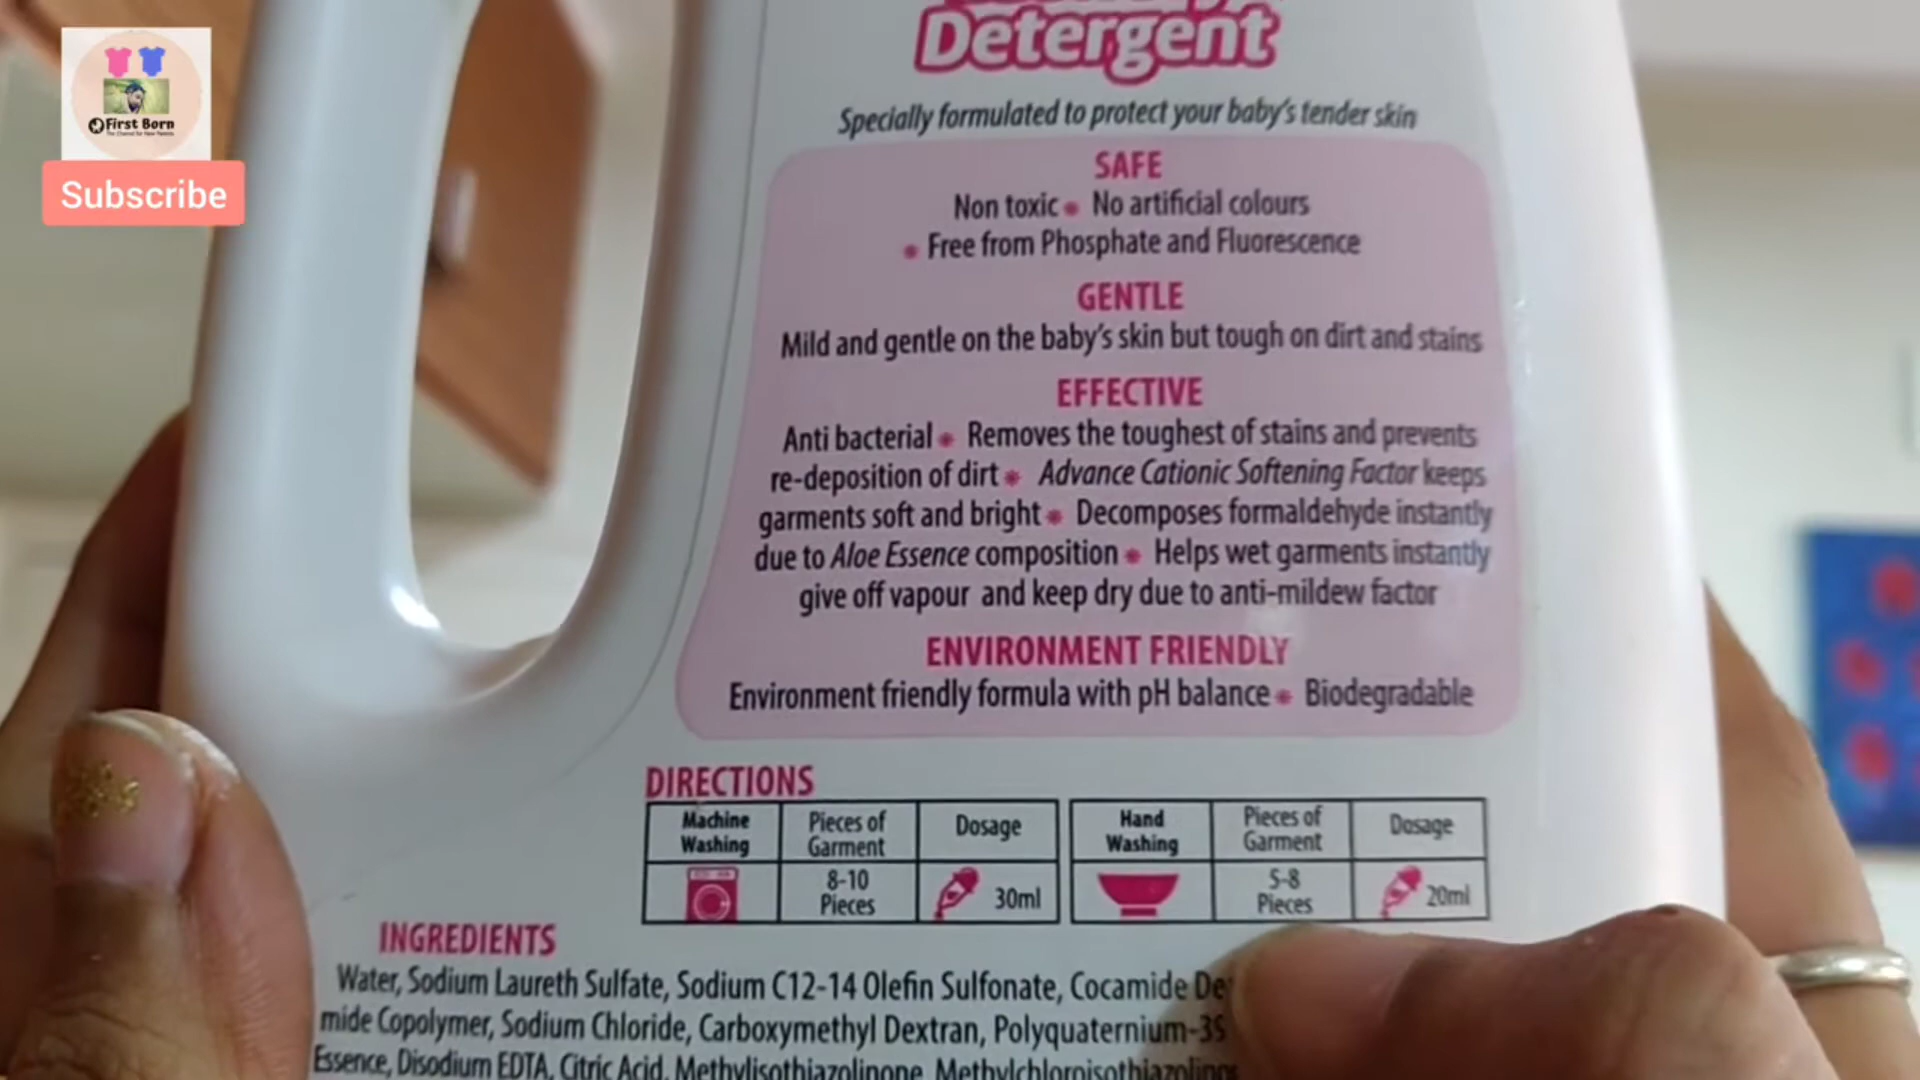 First Born
Subscribe
Detergent
Specially formulated to protect your baby's tender skin
SAFE
Non toxic • No artificial colours
• Free from Phosphate and Fluorescence
GENTLE
Mild and gentle on the baby's skin but tough on dirt and stains
EFFECTIVE
Anti bacterial • Removes the toughest of stains and prevents
re-deposition of dirt • Advance Cationic Softening Factor keeps
garments soft and bright • Decomposes formaldehyde instantly
due to Aloe Essence composition • Helps wet garments instantly
give off vapour and keep dry due to anti-mildew factor
ENVIRONMENT FRIENDLY
Environment friendly formula with pH balance • Biodegradable
DIRECTIONS
Machine Washing Pieces of Garment Dosage
8-10 Pieces 30ml
Hand Washing Pieces of Garment Dosage
5-8 Pieces 20ml
INGREDIENTS
Water, Sodium Laureth Sulfate, Sodium C12-14 Olefin Sulfonate, Cocamide
mide Copolymer, Sodium Chloride, Carboxymethyl Dextran, Polyquaternium-3S
Essence, Disodium EDTA, Citric Acid, Methylisothiazolinone, Methylchlorisothiazolinone